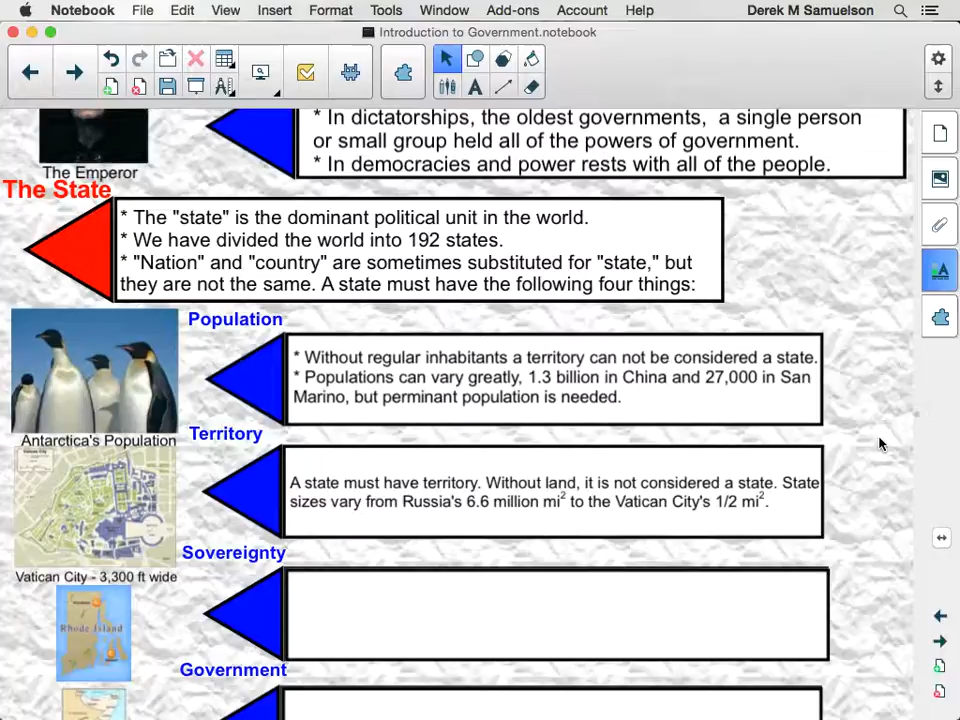 Notebook File Edit View Insert Format Tools Window Add-ons Account Help Derek M Samuelson
Introduction to Government.notebook
* In dictatorships, the oldest governments, a single person
or small group held all of the powers of government.
* In democracies and power rests with all of the people.
The Emperor
The State
* The "state" is the dominant political unit in the world.
* We have divided the world into 192 states.
* "Nation" and "country" are sometimes substituted for "state," but
they are not the same. A state must have the following four things:
Population
* Without regular inhabitants a territory can not be considered a state.
* Populations can vary greatly, 1.3 billion in China and 27,000 in San
Marino, but perminant population is needed.
Antarctica's Population
Territory
A state must have territory. Without land, it is not considered a state. State
sizes vary from Russia's 6.6 million mi² to the Vatican City's 1/2 mi².
Vatican City - 3,300 ft wide
Sovereignty
Rhode Island
Government